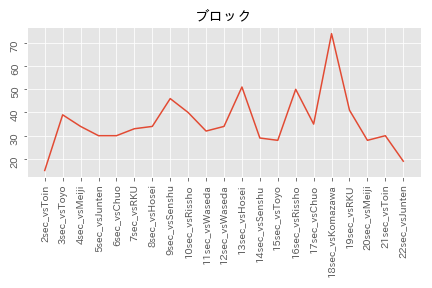 ブロック
70
60
50
40
30
20
2sec_vsToin
3sec_vsToyo
4sec_vsMeiji
5sec_vsJunten
6sec_vsChuo
7sec_vsRKU
8sec_vsHosei
9sec_vsSenshu
10sec_vsRissho
11sec_vsWaseda
12sec_vsWaseda
13sec_vsHosei
14sec_vsSenshu
15sec_vsToyo
16sec_vsRissho
17sec_vsChuo
18sec_vsKomazawa
19sec_vsRKU
20sec_vsMeiji
21sec_vsToin
22sec_vsJunten